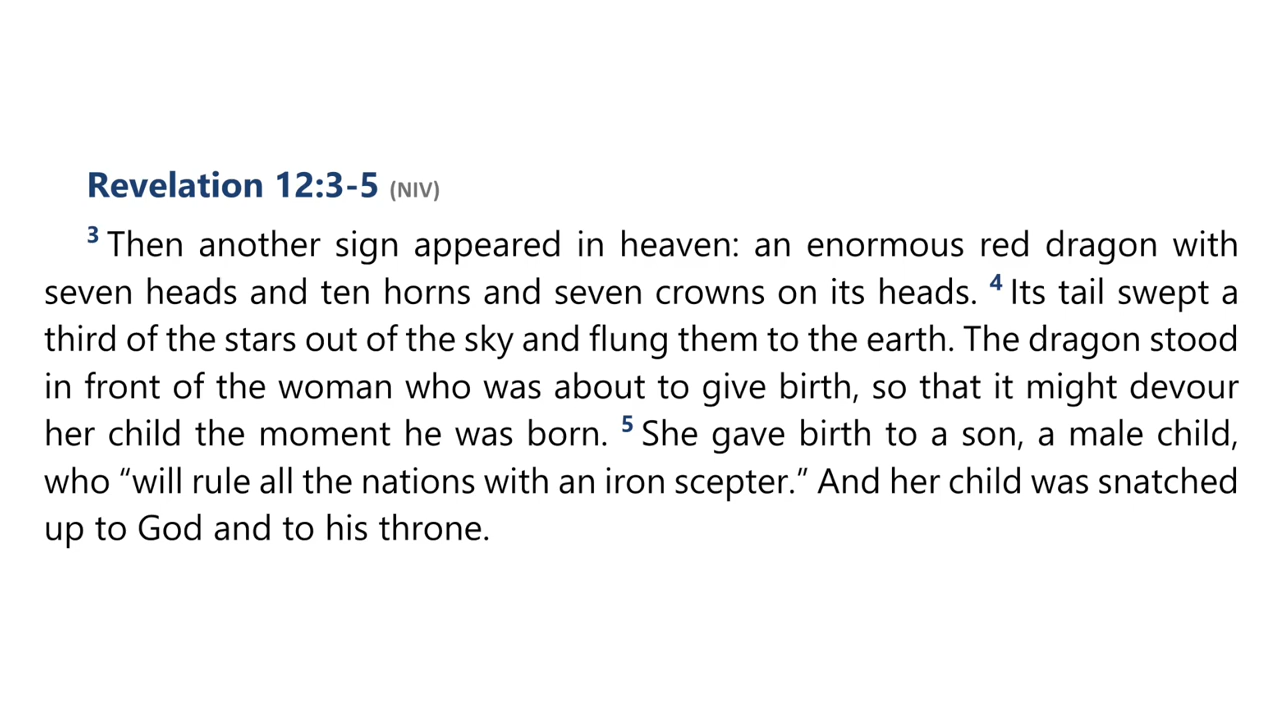 Revelation 12:3-5 (NIV)
3 Then another sign appeared in heaven: an enormous red dragon with
seven heads and ten horns and seven crowns on its heads. 4 Its tail swept a
third of the stars out of the sky and flung them to the earth. The dragon stood
in front of the woman who was about to give birth, so that it might devour
her child the moment he was born. 5 She gave birth to a son, a male child,
who “will rule all the nations with an iron scepter.” And her child was snatched
up to God and to his throne.